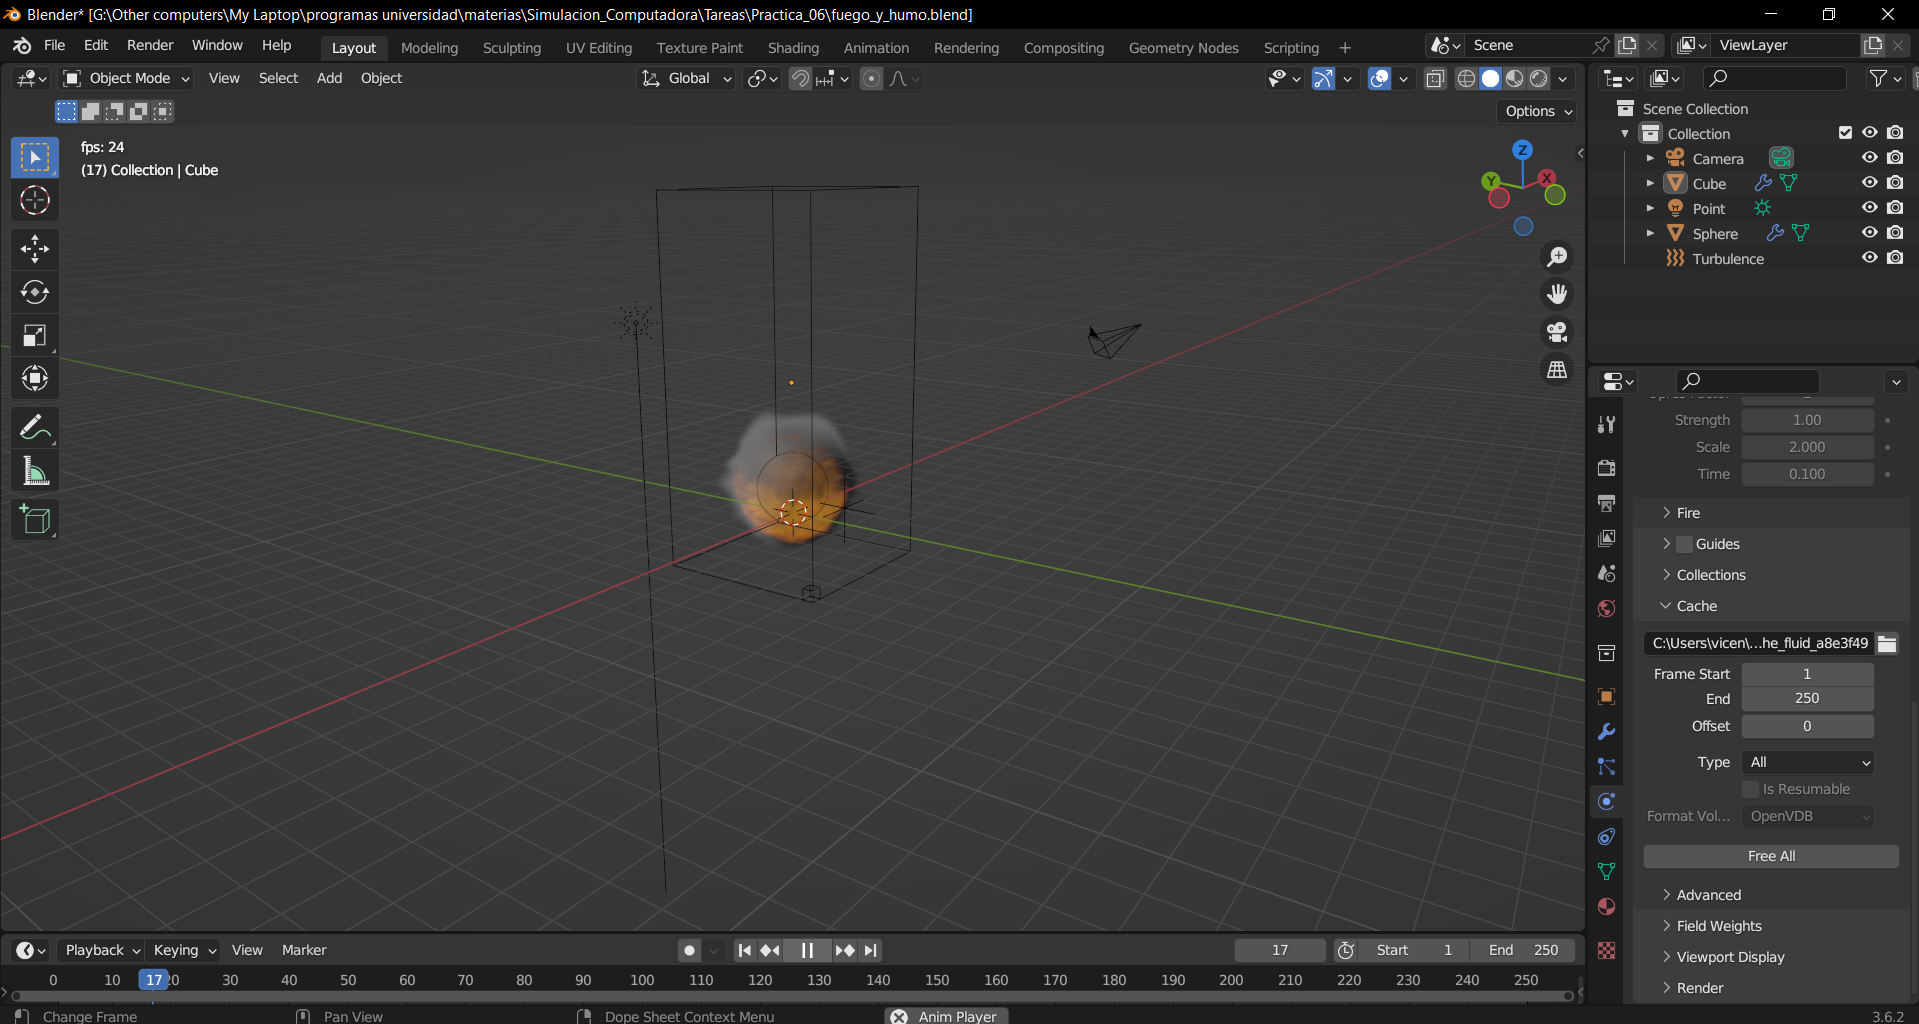 Blender* [G:\Other computers\My Laptop\programas universidad\materias\Simulacion_Computadora\Tareas\Practica_06\fuego_y_humo.blend]
File Edit Render Window Help Layout Modeling Sculpting UV Editing Texture Paint Shading Animation Rendering Compositing Geometry Nodes Scripting + Scene ViewLayer
Object Mode View Select Add Object Global
Options
fps: 24
(17) Collection | Cube
Z
Y
X
Scene Collection
Collection
Camera
Cube
Point
Sphere
Turbulence
Strength 1.00
Scale 2.000
Time 0.100
Fire
Guides
Collections
Cache
C:\Users\vicen\...he_fluid_a8e3f49
Frame Start 1
End 250
Offset 0
Type All
Is Resumable
Format Vol... OpenVDB
Free All
Advanced
Field Weights
Viewport Display
Render
Playback Keying View Marker 17 Start 1 End 250
0 10 17 20 30 40 50 60 70 80 90 100 110 120 130 140 150 160 170 180 190 200 210 220 230 240 250
Change Frame Pan View Dope Sheet Context Menu Anim Player 3.6.2